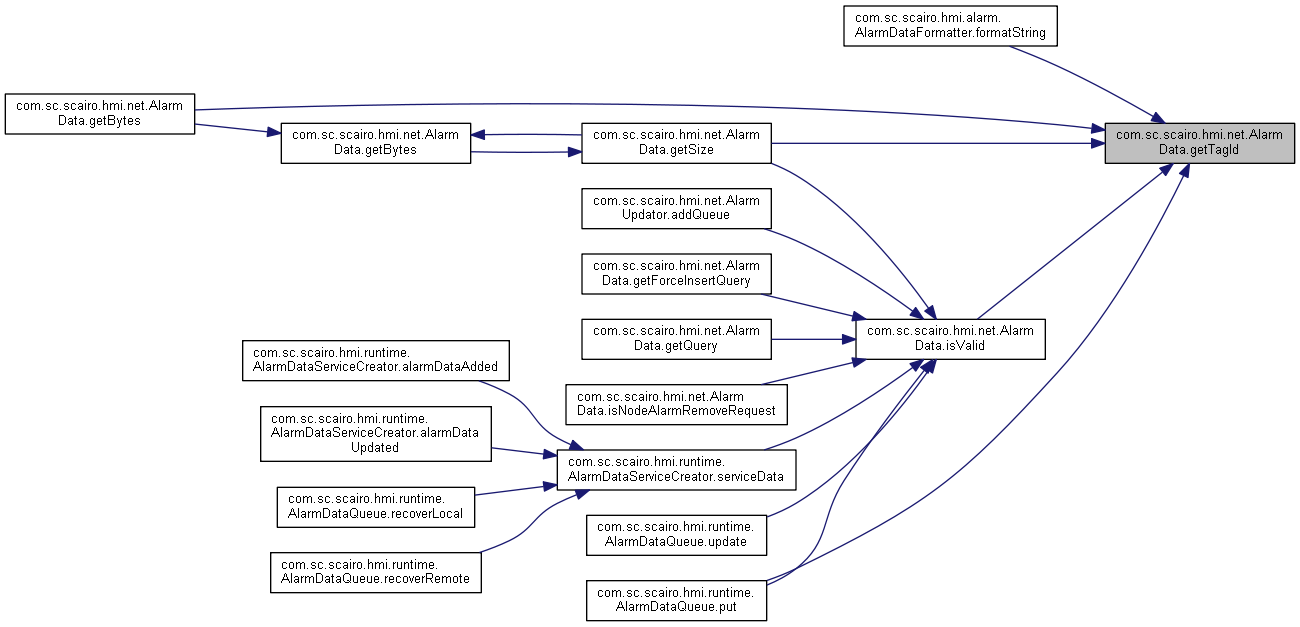 com.sc.scairo.hmi.alarm.
AlarmDataFormatter.formatString
com.sc.scairo.hmi.net.Alarm
Data.getBytes
com.sc.scairo.hmi.net.Alarm
Data.getBytes
com.sc.scairo.hmi.net.Alarm
Data.getSize
com.sc.scairo.hmi.net.Alarm
Data.getTagId
com.sc.scairo.hmi.net.Alarm
Updator.addQueue
com.sc.scairo.hmi.net.Alarm
Data.getForceInsertQuery
com.sc.scairo.hmi.net.Alarm
Data.getQuery
com.sc.scairo.hmi.net.Alarm
Data.isValid
com.sc.scairo.hmi.runtime.
AlarmDataServiceCreator.alarmDataAdded
com.sc.scairo.hmi.net.Alarm
Data.isNodeAlarmRemoveRequest
com.sc.scairo.hmi.runtime.
AlarmDataServiceCreator.alarmData
Updated
com.sc.scairo.hmi.runtime.
AlarmDataServiceCreator.serviceData
com.sc.scairo.hmi.runtime.
AlarmDataQueue.recoverLocal
com.sc.scairo.hmi.runtime.
AlarmDataQueue.update
com.sc.scairo.hmi.runtime.
AlarmDataQueue.recoverRemote
com.sc.scairo.hmi.runtime.
AlarmDataQueue.put